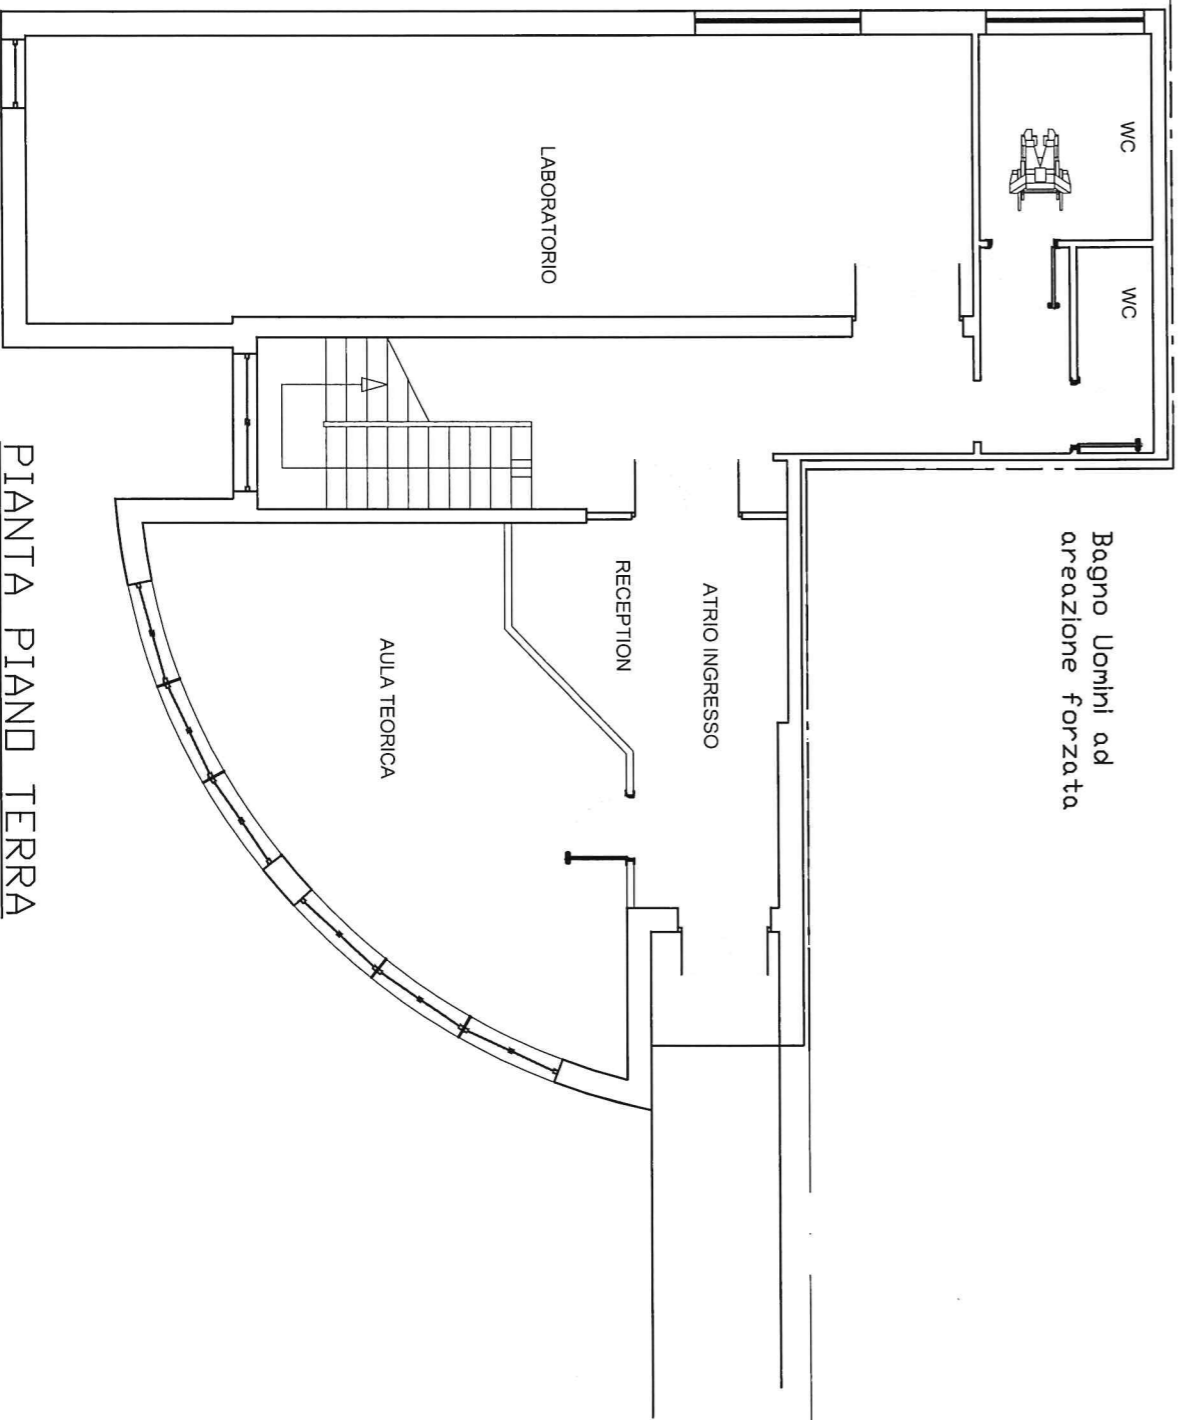 Bagno Uomini ad
areazione forzata
WC
WC
LABORATORIO
ATRIO INGRESSO
RECEPTION
AULA TEORICA
PIANTA PIANO TERRA